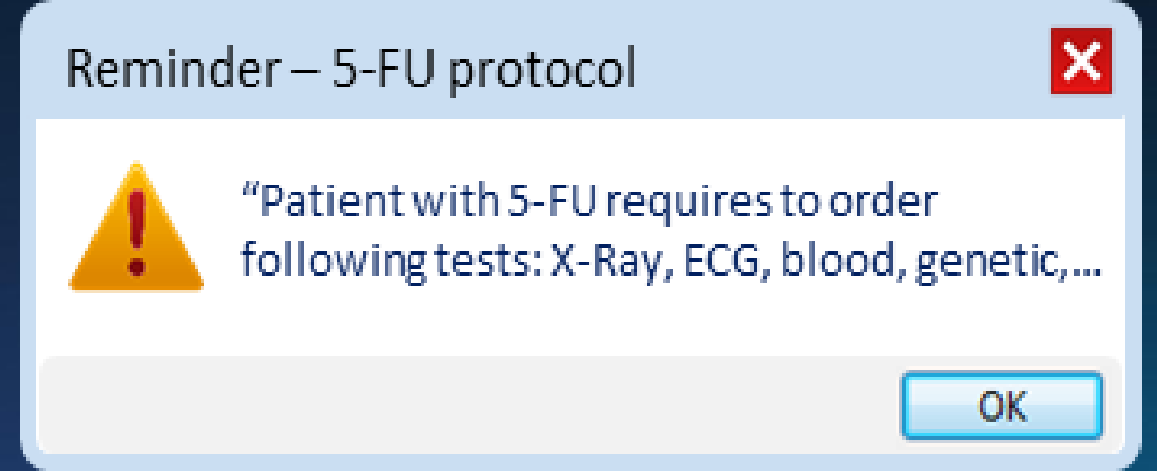 Reminder – 5-FU protocol
“Patient with 5-FU requires to order
following tests: X-Ray, ECG, blood, genetic,...
OK